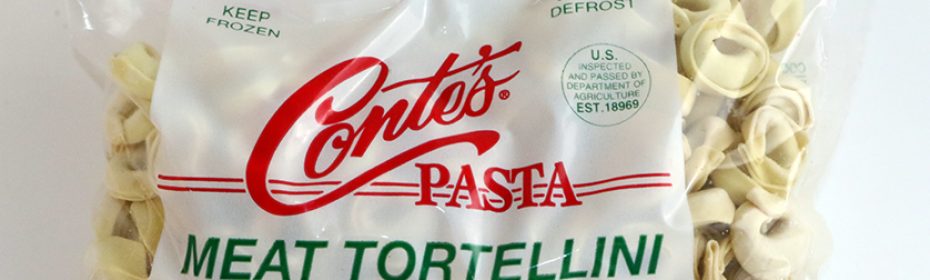 KEEP
FROZEN
DEFROST
Conte's®
PASTA
U.S.
INSPECTED
AND PASSED BY
DEPARTMENT OF
AGRICULTURE
EST.18969
MEAT TORTELLINI